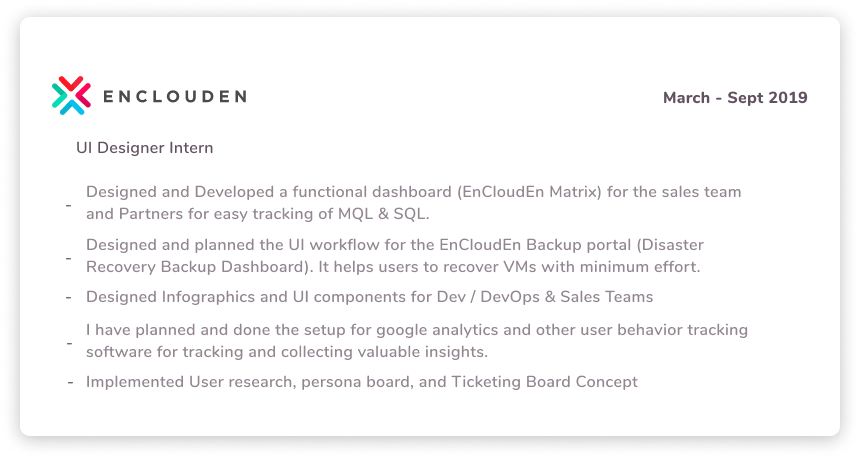 ENCLOUDEN
March - Sept 2019
UI Designer Intern
- Designed and Developed a functional dashboard (EnCloudEn Matrix) for the sales team
and Partners for easy tracking of MQL & SQL.
- Designed and planned the UI workflow for the EnCloudEn Backup portal (Disaster
Recovery Backup Dashboard). It helps users to recover VMs with minimum effort.
- Designed Infographics and UI components for Dev / DevOps & Sales Teams
- I have planned and done the setup for google analytics and other user behavior tracking
software for tracking and collecting valuable insights.
- Implemented User research, persona board, and Ticketing Board Concept